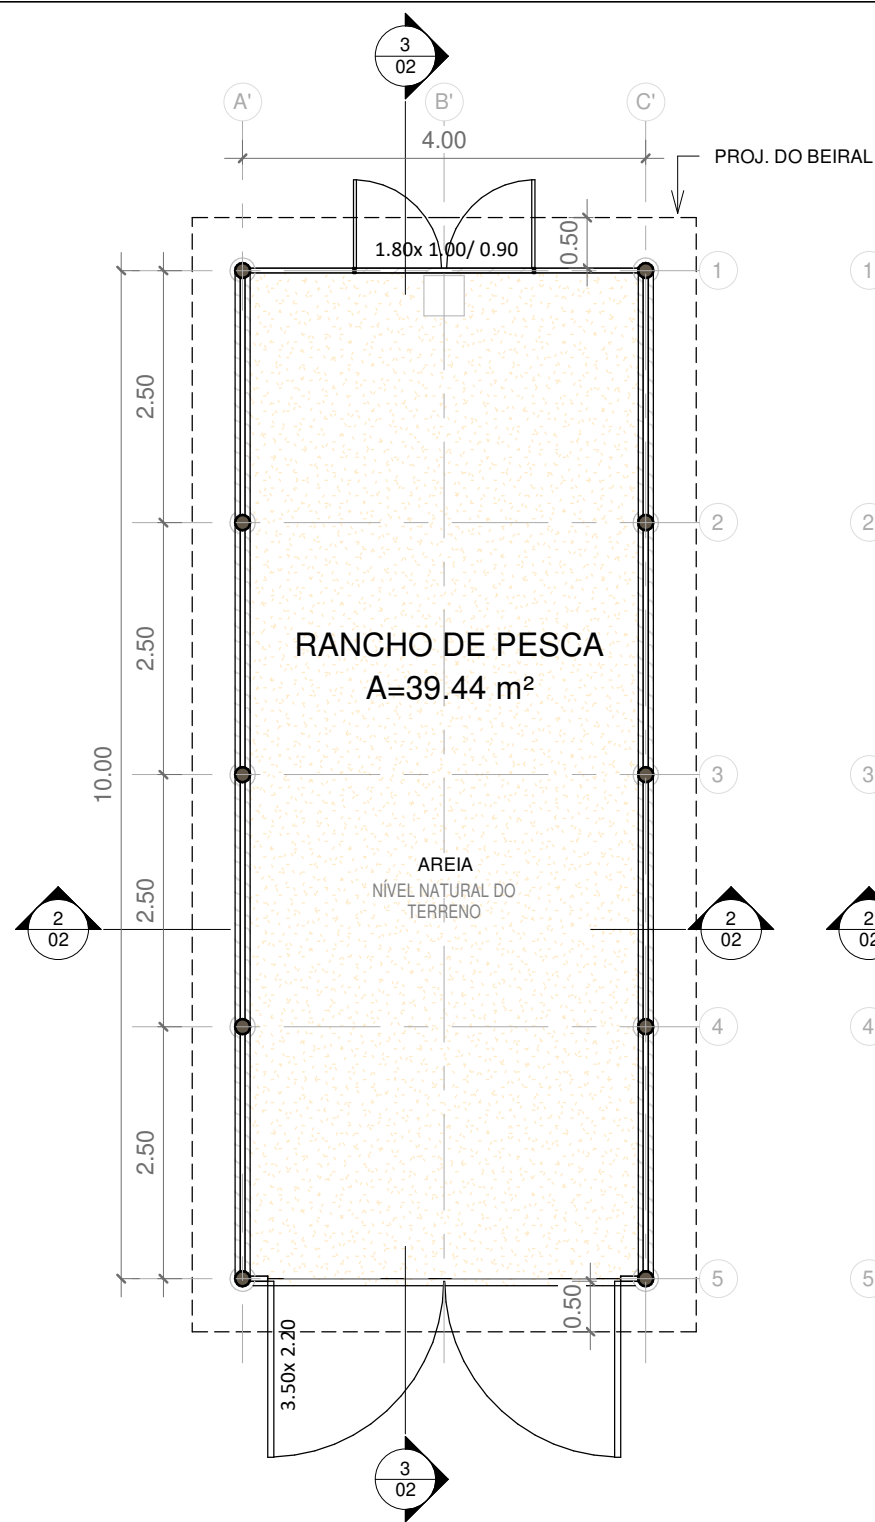 3
02
A'
B'
C'
4.00
PROJ. DO BEIRAL
1.80x 1.00/ 0.90
0.50
1
1
2.50
2
2
2.50
RANCHO DE PESCA
A=39.44 m²
10.00
3
3
AREIA
NÍVEL NATURAL DO
TERRENO
2.50
2
02
2
02
2
02
4
4
2.50
5
5
0.50
3.50x 2.20
3
02